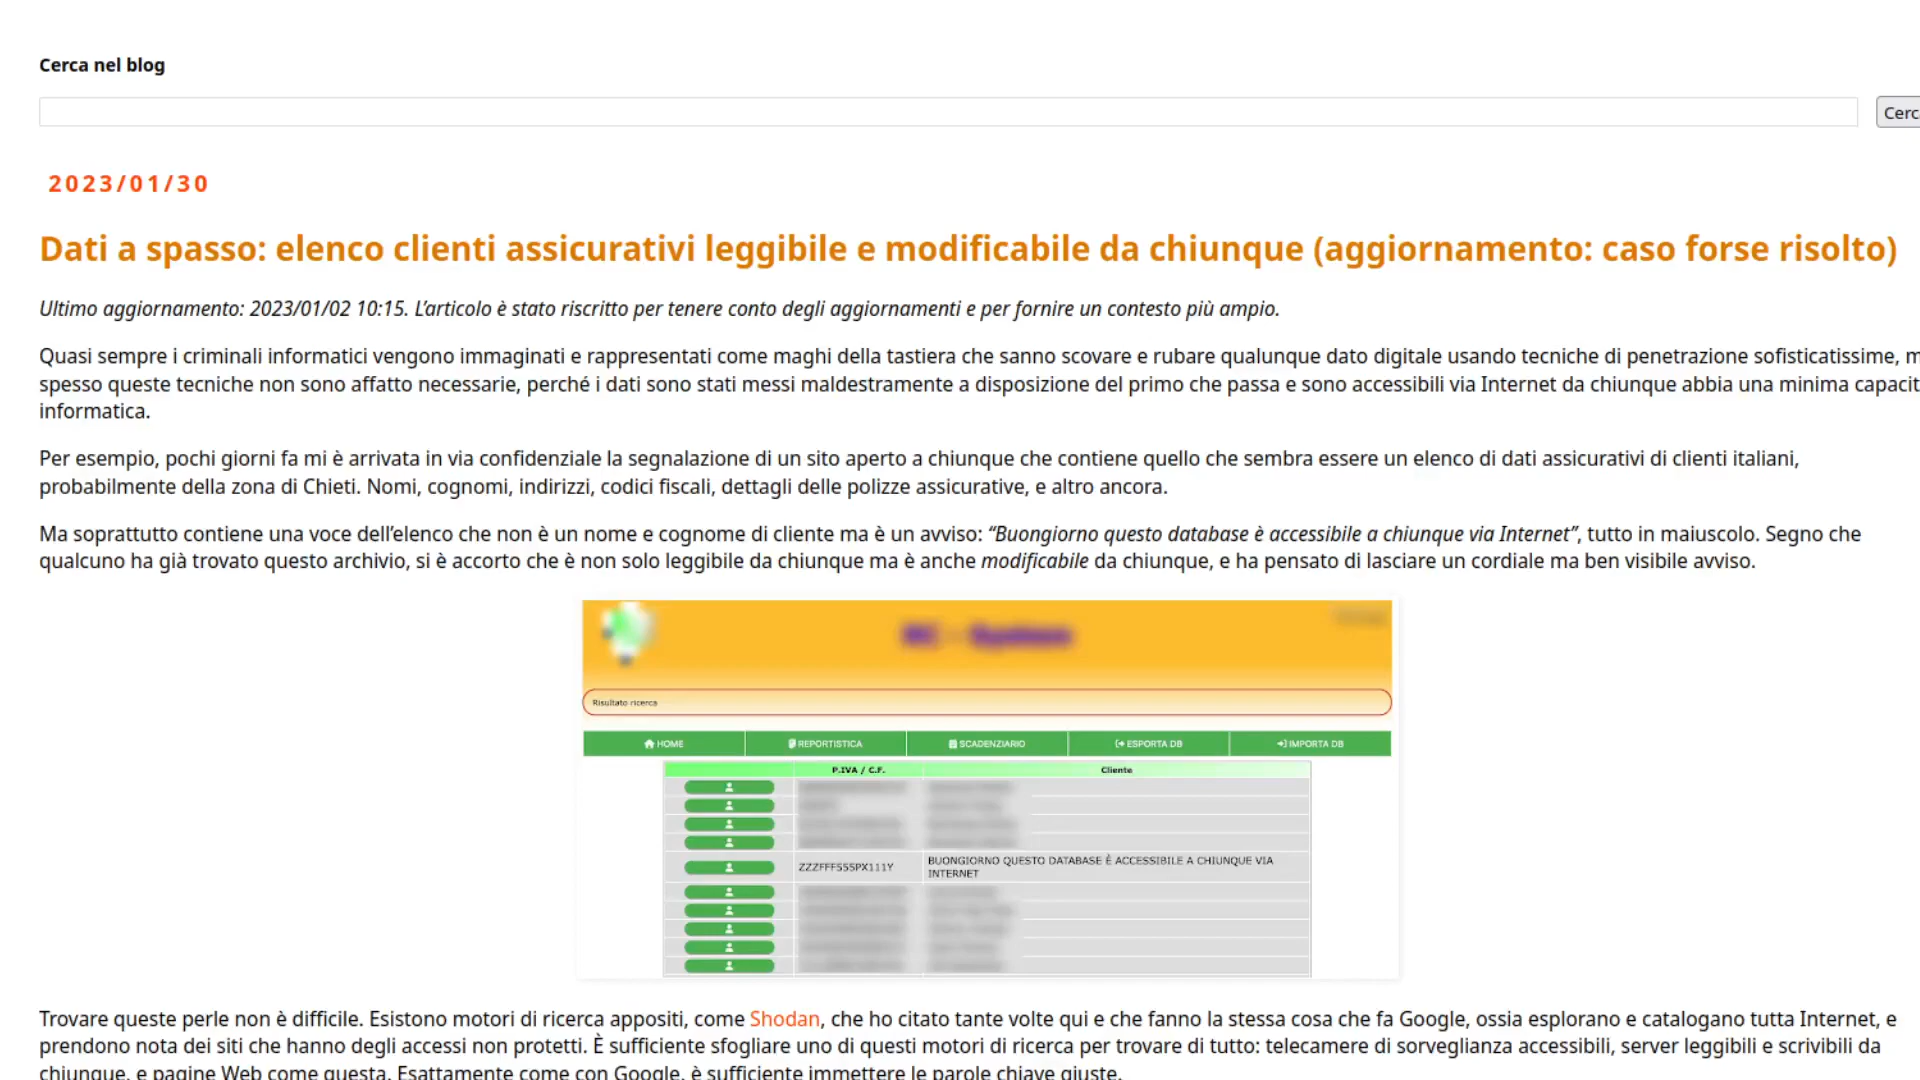 Cerca nel blog
Cerc
2023/01/30
Dati a spasso: elenco clienti assicurativi leggibile e modificabile da chiunque (aggiornamento: caso forse risolto)
Ultimo aggiornamento: 2023/01/02 10:15. L’articolo è stato riscritto per tenere conto degli aggiornamenti e per fornire un contesto più ampio.
Quasi sempre i criminali informatici vengono immaginati e rappresentati come maghi della tastiera che sanno scovare e rubare qualunque dato digitale usando tecniche di penetrazione sofisticatissime, m
spesso queste tecniche non sono affatto necessarie, perché i dati sono stati messi maldestramente a disposizione del primo che passa e sono accessibili via Internet da chiunque abbia una minima capacit
informatica.
Per esempio, pochi giorni fa mi è arrivata in via confidenziale la segnalazione di un sito aperto a chiunque che contiene quello che sembra essere un elenco di dati assicurativi di clienti italiani,
probabilmente della zona di Chieti. Nomi, cognomi, indirizzi, codici fiscali, dettagli delle polizze assicurative, e altro ancora.
Ma soprattutto contiene una voce dell’elenco che non è un nome e cognome di cliente ma è un avviso: “Buongiorno questo database è accessibile a chiunque via Internet”, tutto in maiuscolo. Segno che
qualcuno ha già trovato questo archivio, si è accorto che è non solo leggibile da chiunque ma è anche modificabile da chiunque, e ha pensato di lasciare un cordiale ma ben visibile avviso.
Risultato ricerca
HOME REPORTISTICA SCADENZIARIO ESPORTA DB IMPORTA DB
P.IVA / C.F. Cliente
ZZZFFF555PX111Y BUONGIORNO QUESTO DATABASE È ACCESSIBILE A CHIUNQUE VIA
INTERNET
Trovare queste perle non è difficile. Esistono motori di ricerca appositi, come Shodan, che ho citato tante volte qui e che fanno la stessa cosa che fa Google, ossia esplorano e catalogano tutta Internet, e
prendono nota dei siti che hanno degli accessi non protetti. È sufficiente sfogliare uno di questi motori di ricerca per trovare di tutto: telecamere di sorveglianza accessibili, server leggibili e scrivibili da
chiunque, e pagine Web come questa. Esattamente come con Google, è sufficiente immettere le parole chiave giuste.